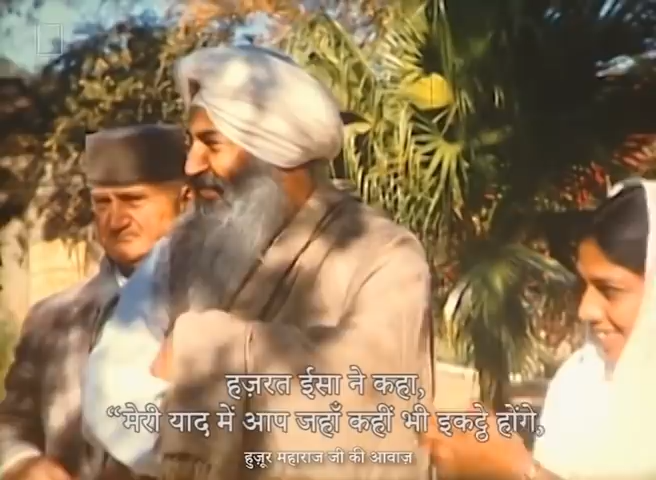 हज़रत ईसा ने कहा,
“मेरी याद में आप जहाँ कहीं भी इकट्ठे होंगे,
हुज़ूर महाराज जी की आवाज़